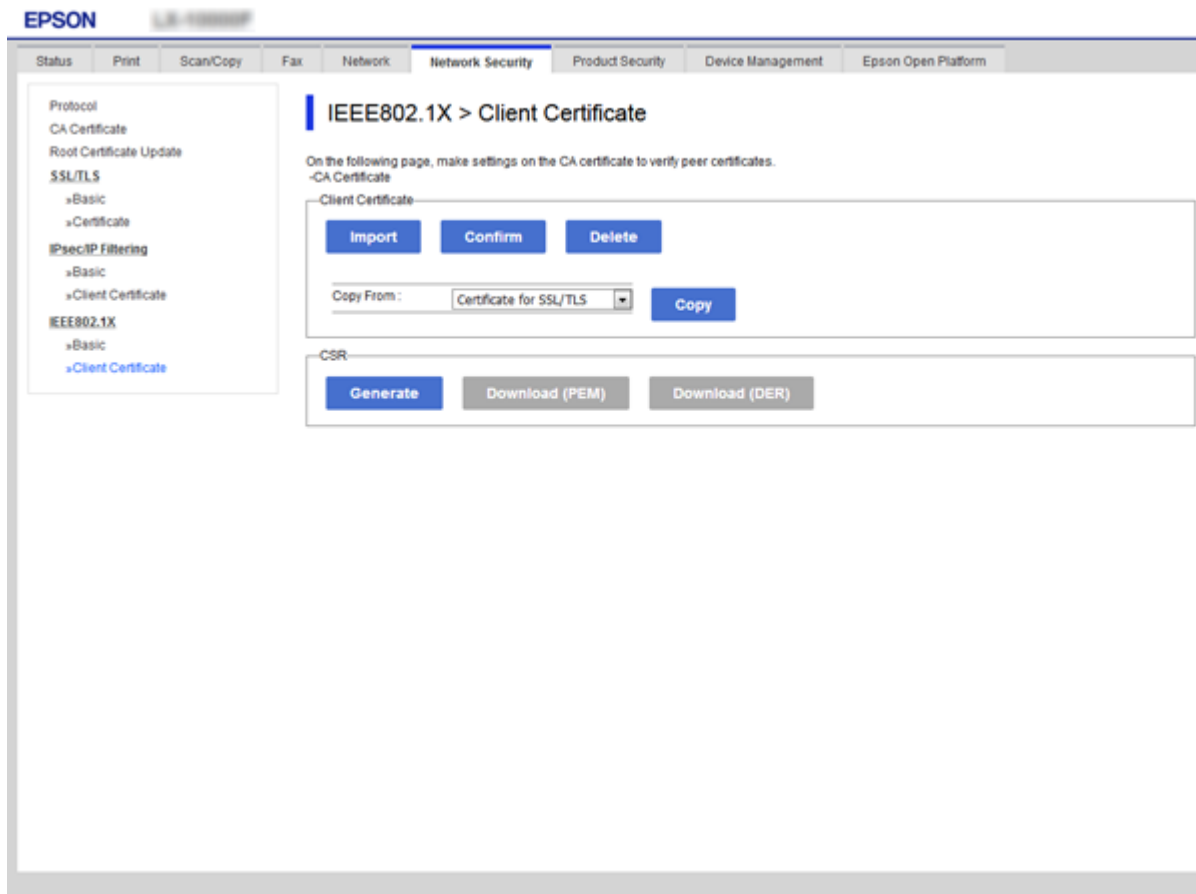 EPSON
Status Print Scan/Copy Fax Network Network Security Product Security Device Management Epson Open Platform
Protocol
CA Certificate
Root Certificate Update
SSL/TLS
»Basic
»Certificate
IPsec/IP Filtering
»Basic
»Client Certificate
IEEE802.1X
»Basic
»Client Certificate
IEEE802.1X > Client Certificate
On the following page, make settings on the CA certificate to verify peer certificates.
-CA Certificate
Client Certificate
Import Confirm Delete
Copy From : Certificate for SSL/TLS Copy
CSR
Generate Download (PEM) Download (DER)